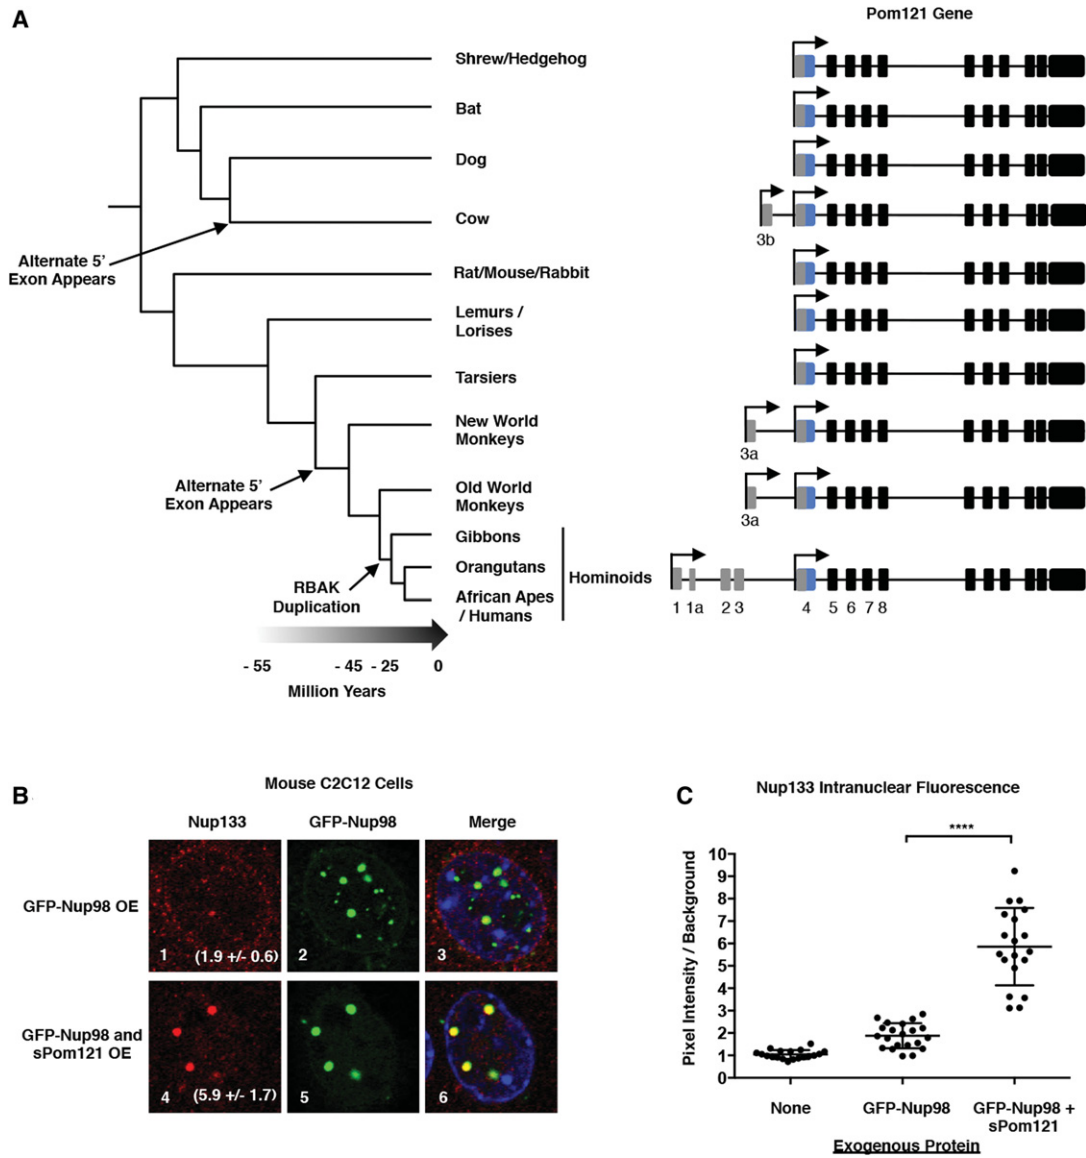 A
Pom121 Gene
Shrew/Hedgehog
Bat
Dog
Cow
3b
Alternate 5’
Exon Appears
Rat/Mouse/Rabbit
Lemurs /
Lorises
Tarsiers
New World
Monkeys
3a
Alternate 5’
Exon Appears
Old World
Monkeys
3a
Gibbons
Orangutans
African Apes
/ Humans
Hominoids
RBAK
Duplication
1 1a 2 3 4 5 6 7 8
- 55 - 45 - 25 0
Million Years
B
Mouse C2C12 Cells
Nup133 GFP-Nup98 Merge
GFP-Nup98 OE
1 (1.9 +/- 0.6) 2 3
GFP-Nup98 and
sPom121 OE
4 (5.9 +/- 1.7) 5 6
C
Nup133 Intranuclear Fluorescence
****
Pixel Intensity / Background
10
9
8
7
6
5
4
3
2
1
0
None GFP-Nup98 GFP-Nup98 +
sPom121
Exogenous Protein